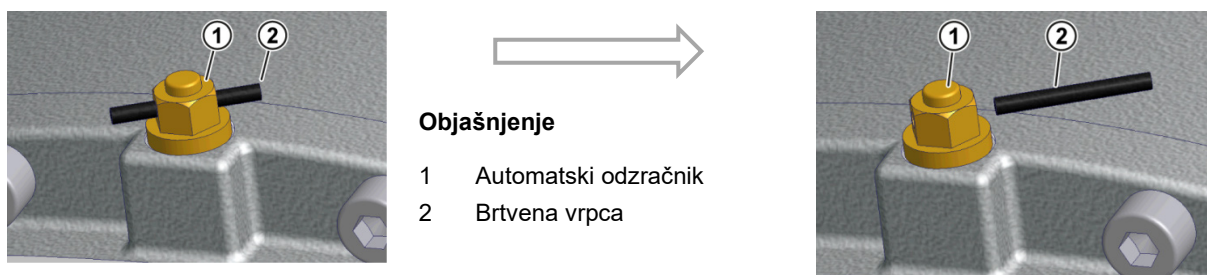 1 2
1 2
Objašnjenje
1 Automatski odzračnik
2 Brtvena vrpca